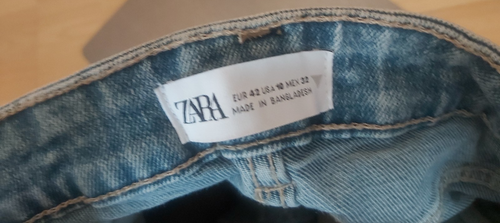 ZARA
EUR 42 USA 10 MEX 32
MADE IN BANGLADESH